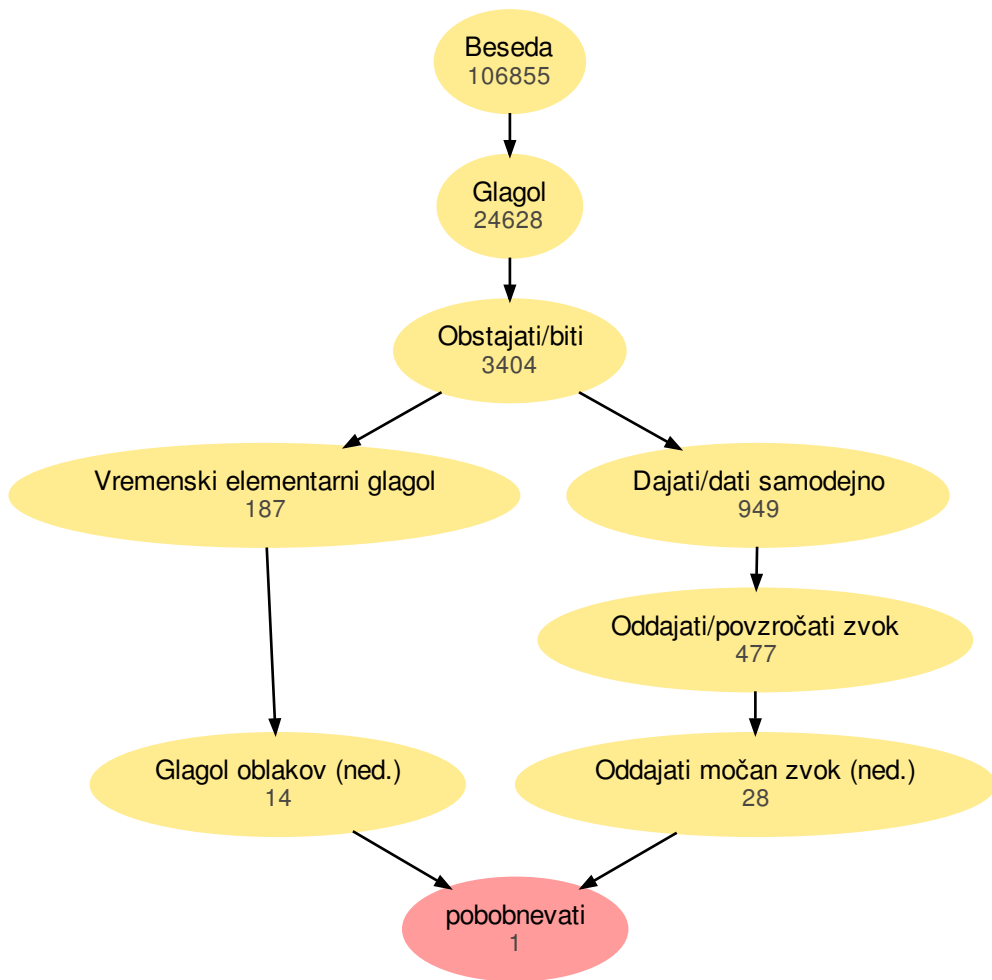 Beseda
106855
Glagol
24628
Obstajati/biti
3404
Vremenski elementarni glagol
187
Dajati/dati samodejno
949
Oddajati/povzročati zvok
477
Glagol oblakov (ned.)
14
Oddajati močan zvok (ned.)
28
pobobnevati
1